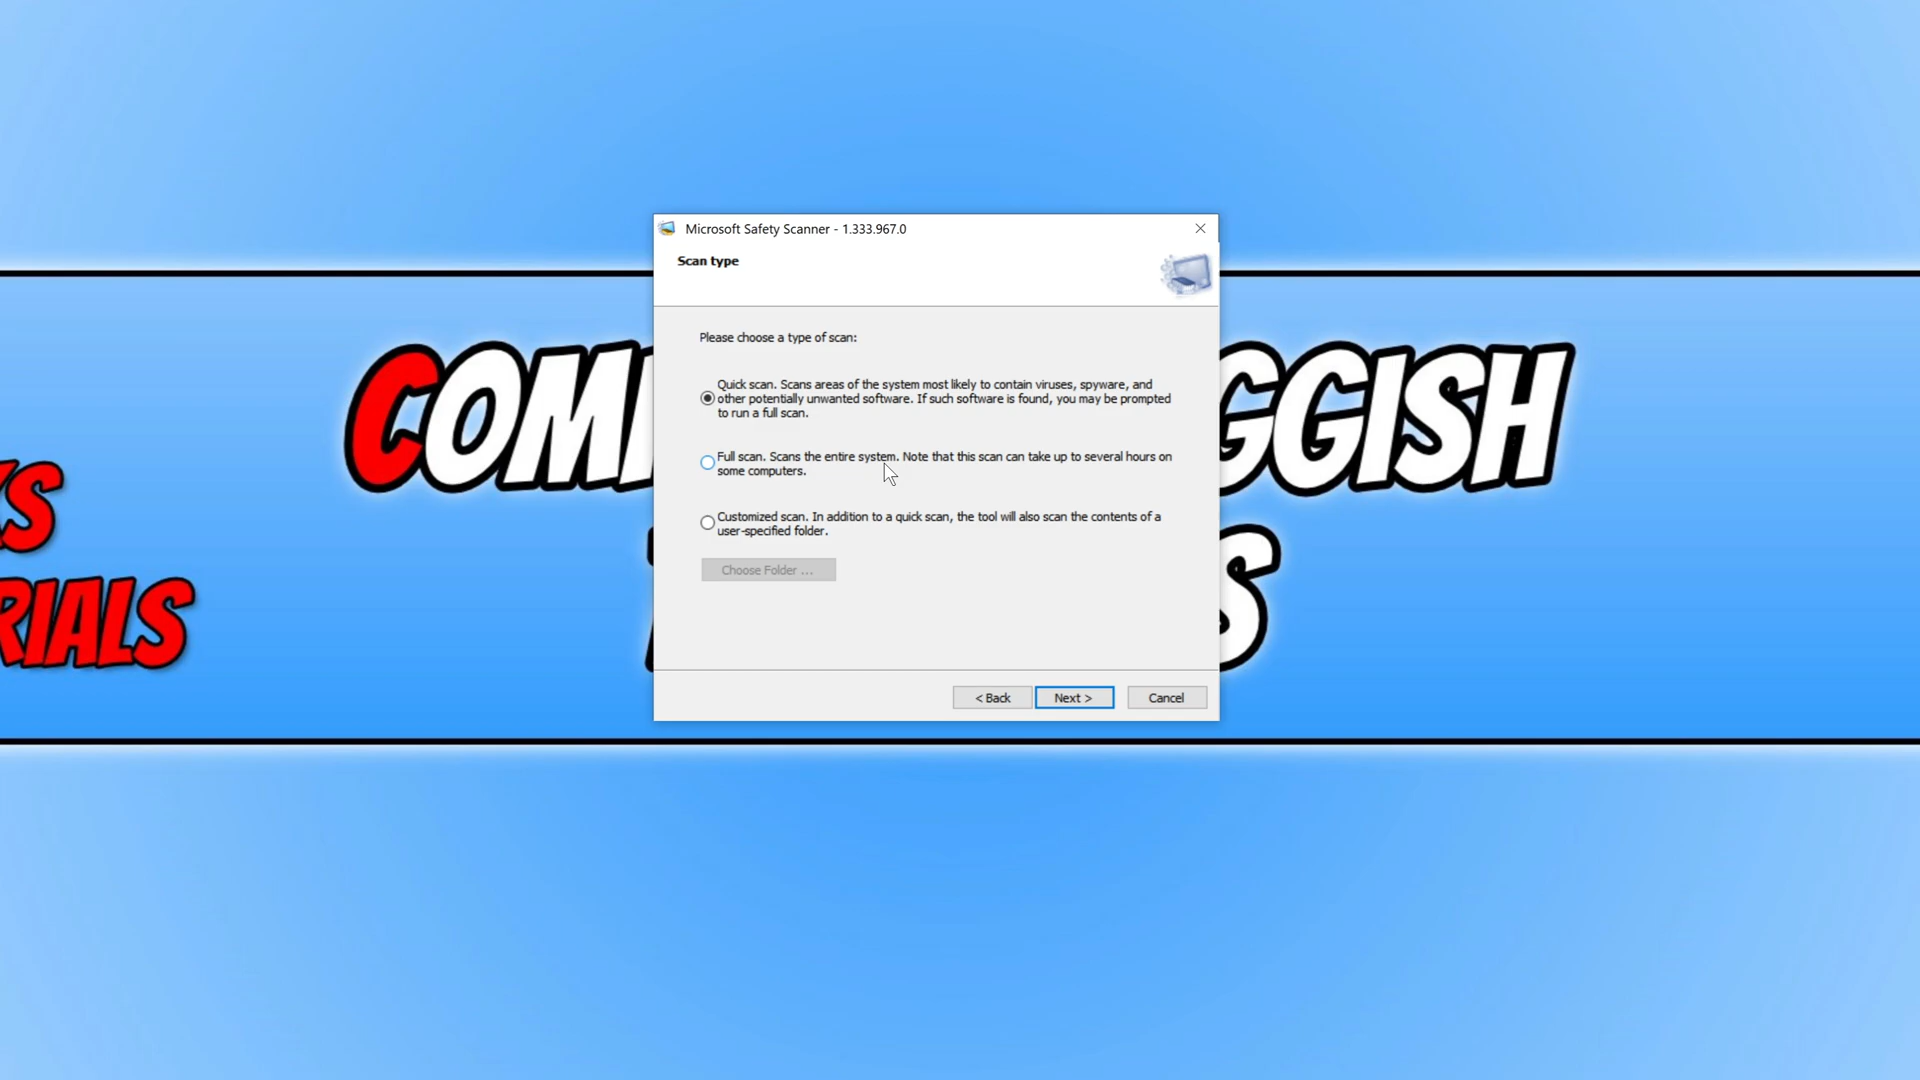 Microsoft Safety Scanner - 1.333.967.0
Scan type
Please choose a type of scan:
Quick scan. Scans areas of the system most likely to contain viruses, spyware, and
other potentially unwanted software. If such software is found, you may be prompted
to run a full scan.
Full scan. Scans the entire system. Note that this scan can take up to several hours on
some computers.
Customized scan. In addition to a quick scan, the tool will also scan the contents of a
user-specified folder.
Choose Folder ...
< Back
Next >
Cancel